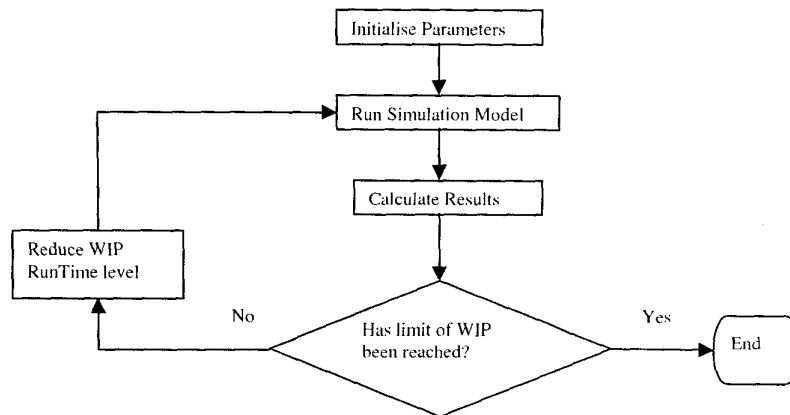 Initialise Parameters
Run Simulation Model
Calculate Results
Reduce WIP
RunTime level
No
Has limit of WIP
been reached?
Yes
End